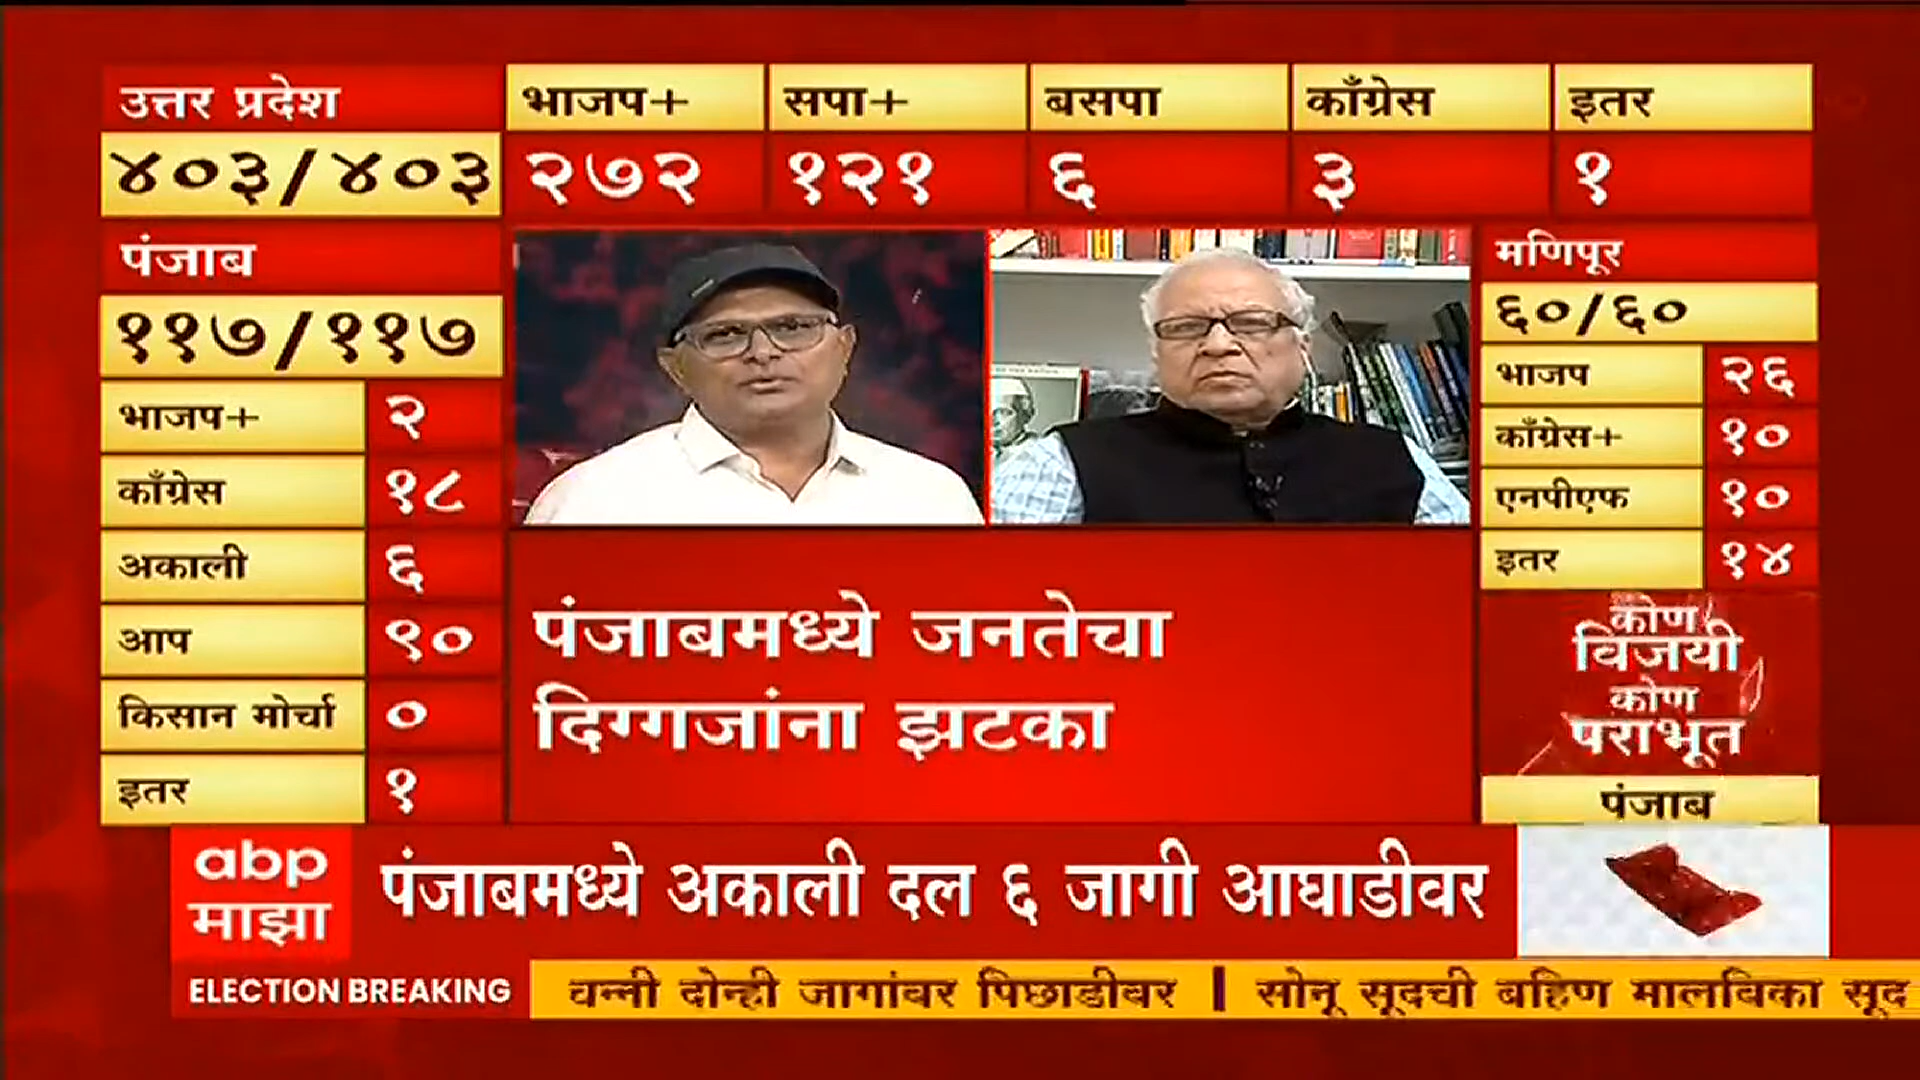 उत्तर प्रदेश
४०३/४०३
भाजप+ सपा+ बसपा काँग्रेस इतर
२७२ १२१ ६ ३ १
पंजाब
११७/११७
भाजप+ २
काँग्रेस १८
अकाली ६
आप ९०
किसान मोर्चा ०
इतर १
मणिपूर
६०/६०
भाजप २६
काँग्रेस+ १०
एनपीएफ १०
इतर १४
कोण
विजयी
कोण
पराभूत
पंजाब
पंजाबमध्ये जनतेचा
दिग्गजांना झटका
abp
माझा
पंजाबमध्ये अकाली दल ६ जागी आघाडीवर
ELECTION BREAKING
चन्नी दोन्ही जागांवर पिछाडीवर | सोनू सूदची बहिण मालविका सूद